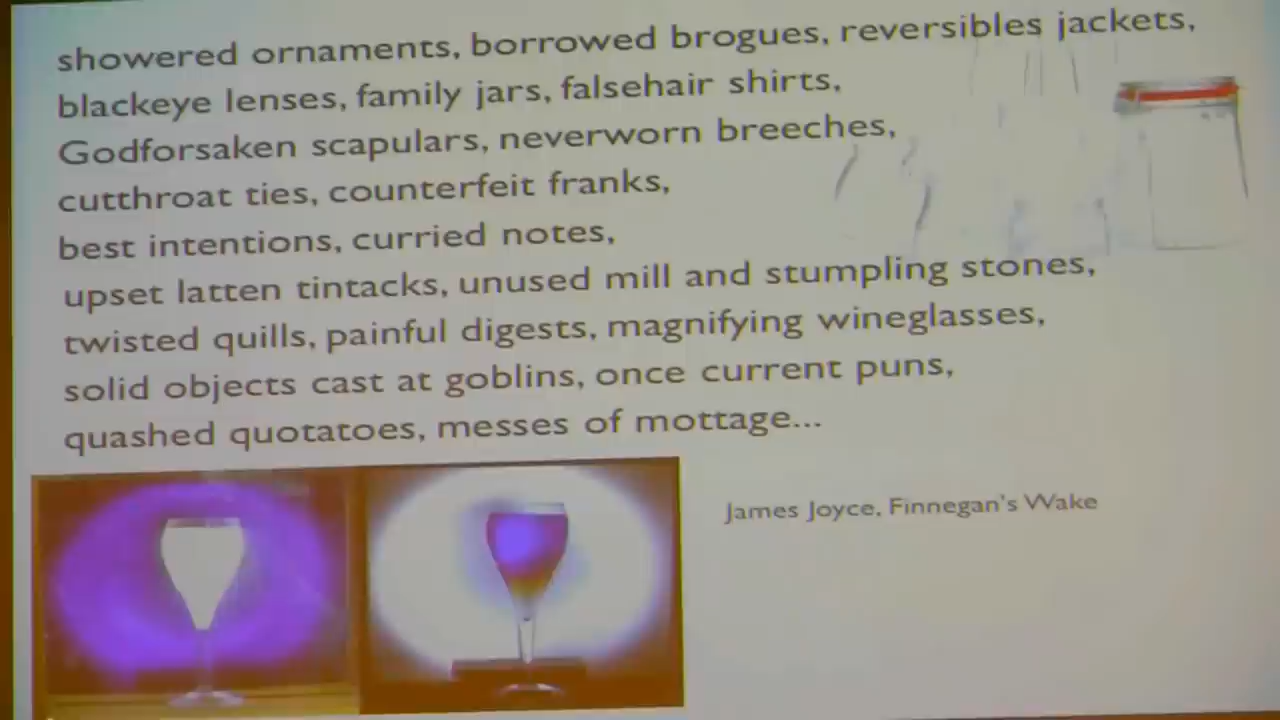 showered ornaments, borrowed brogues, reversibles jackets,
blackeye lenses, family jars, falsehair shirts,
Godforsaken scapulars, neverworn breeches,
cutthroat ties, counterfeit franks,
best intentions, curried notes,
upset latten tintacks, unused mill and stumpling stones,
twisted quills, painful digests, magnifying wineglasses,
solid objects cast at goblins, once current puns,
quashed quotatoes, messes of mottage...
James Joyce, Finnegan's Wake